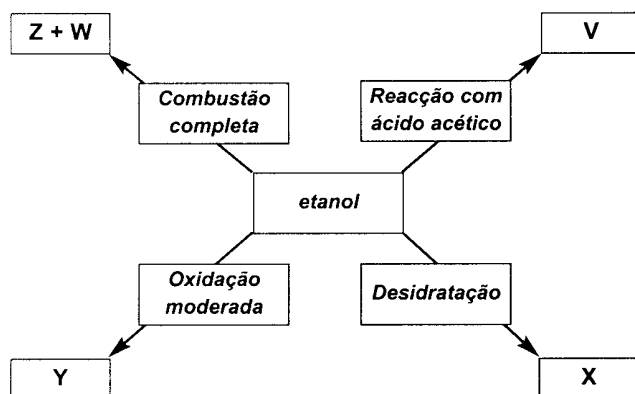 Z + W
V
Combustão
completa
Reacção com
ácido acético
etanol
Oxidação
moderada
Desidratação
Y
X